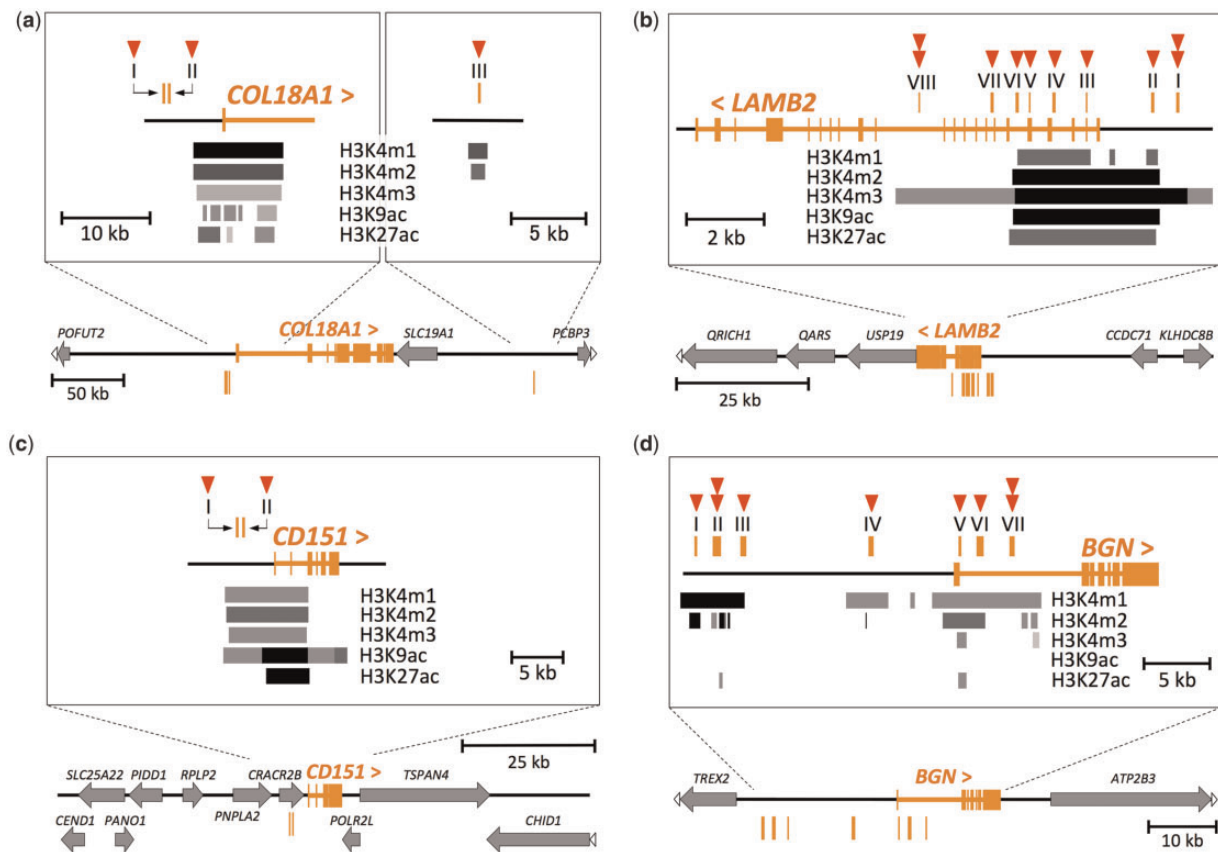 (a)
I
II
III
COL18A1 >
H3K4m1
H3K4m2
H3K4m3
H3K9ac
H3K27ac
10 kb
5 kb
POFUT2
COL18A1 >
SLC19A1
PCBP3
50 kb
(b)
VIII
VII
VI
V
IV
III
II
I
< LAMB2
H3K4m1
H3K4m2
H3K4m3
H3K9ac
H3K27ac
2 kb
QRICH1
QARS
USP19
< LAMB2
CCDC71
KLHDC8B
25 kb
(c)
I
II
CD151 >
H3K4m1
H3K4m2
H3K4m3
H3K9ac
H3K27ac
5 kb
25 kb
SLC25A22
PIDD1
RPLP2
CRACR2B
CD151 >
TSPAN4
CEND1
PANO1
PNPLA2
POLR2L
CHID1
(d)
I
II
III
IV
V
VI
VII
BGN >
H3K4m1
H3K4m2
H3K4m3
H3K9ac
H3K27ac
5 kb
TREX2
BGN >
ATP2B3
10 kb